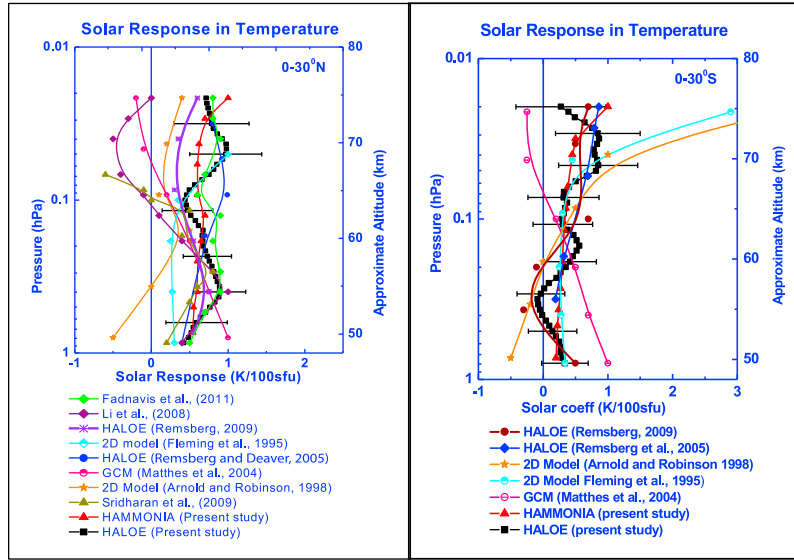 Solar Response in Temperature
0.01
0.1
1
Pressure (hPa)
0-30⁰N
80
70
60
50
Approximate Altitude (km)
-1 0 1 2
Solar Response (K/100sfu)
Fadnavis et al., (2011)
Li et al., (2008)
HALOE (Remsberg, 2009)
2D model (Fleming et al., 1995)
HALOE (Remsberg and Deaver, 2005)
GCM (Matthes et al. 2004)
2D Model (Arnold and Robinson, 1998)
Sridharan et al., (2009)
HAMMONIA (Present study)
HALOE (Present study)
Solar Response in Temperature
0.01
0.1
1
Pressure (hPa)
0-30⁰S
80
70
60
50
Approximate Altitude (km)
-1 0 1 2 3
Solar coeff (K/100sfu)
HALOE (Remsberg, 2009)
HALOE (Remsberg et al., 2005)
2D Model (Arnold and Robinson 1998)
2D Model Fleming et al., 1995)
GCM (Matthes et al., 2004)
HAMMONIA (present study)
HALOE (present study)